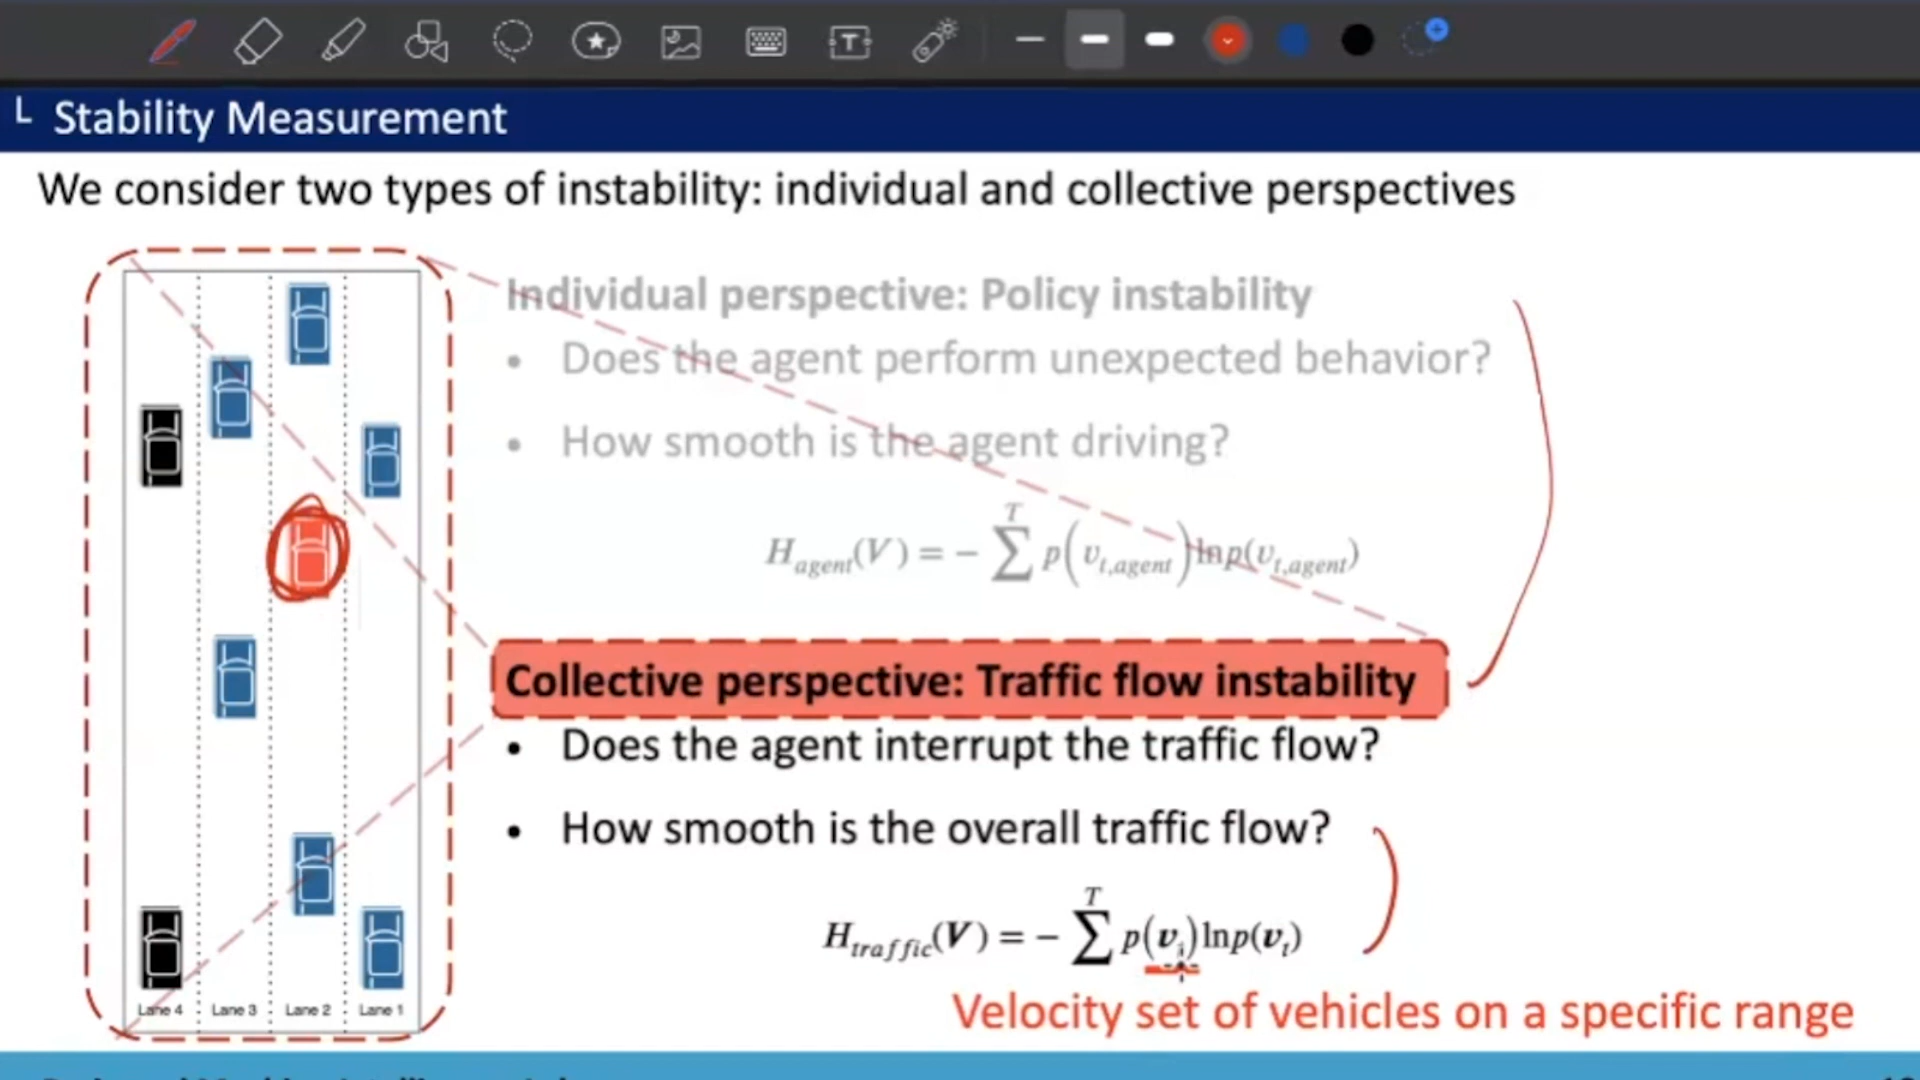 └ Stability Measurement
We consider two types of instability: individual and collective perspectives
Individual perspective: Policy instability
• Does the agent perform unexpected behavior?
• How smooth is the agent driving?
H_agent(V) = − ∑^T p(v_{t,agent}) ln p(v_{t,agent})
Collective perspective: Traffic flow instability
• Does the agent interrupt the traffic flow?
• How smooth is the overall traffic flow?
H_traffic(V) = − ∑^T p(v_t) ln p(v_t)
Velocity set of vehicles on a specific range
Lane 4 Lane 3 Lane 2 Lane 1